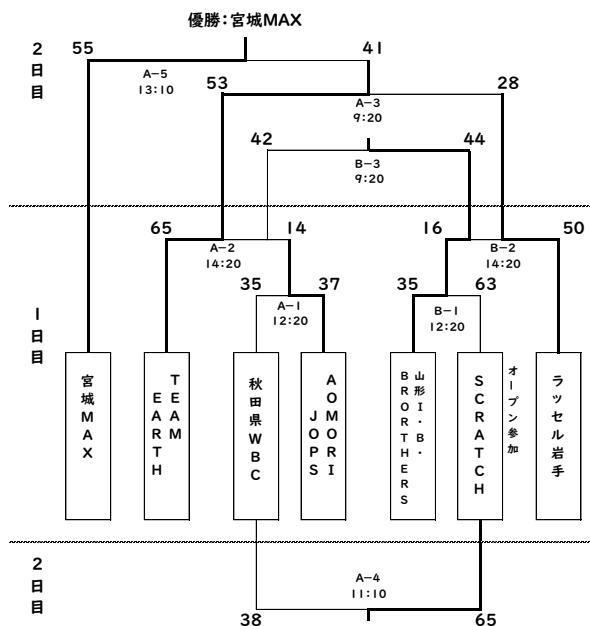 優勝：宮城MAX
2日目
55
41
A-5
13:10
53
28
A-3
9:20
42
44
B-3
9:20
65
14
16
50
A-2
14:20
B-2
14:20
35
37
35
63
A-1
12:20
B-1
12:20
1日目
宮城MAX
TEAM
EARTH
秋田県WBC
AOMORI
JOPS
山形I・B・
BRORTHERS
SCRATCH
オープン参加
ラッセル岩手
2日目
A-4
11:10
38
65